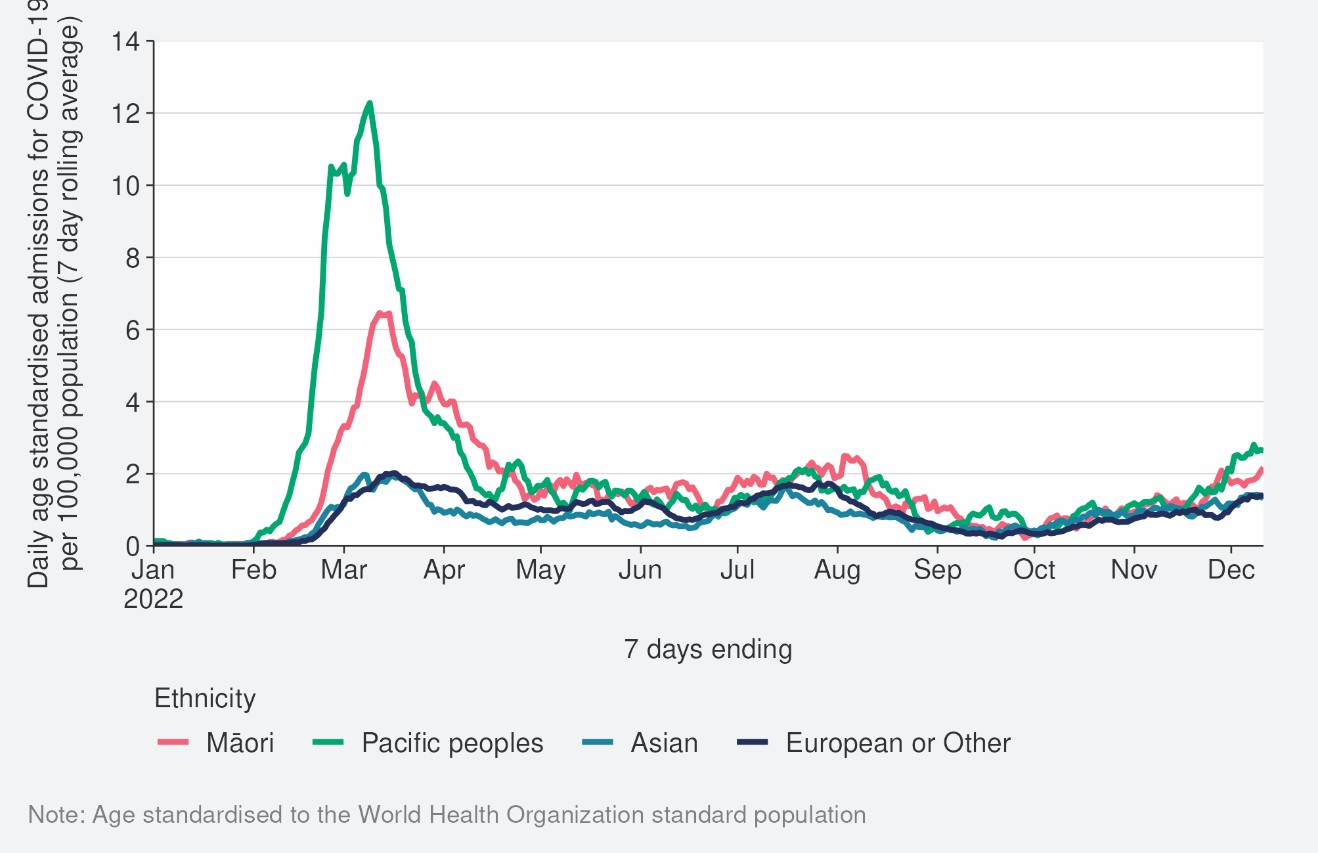 Daily age standardised admissions for COVID-19
per 100,000 population (7 day rolling average)
14
12
10
8
6
4
2
0
Jan Feb Mar Apr May Jun Jul Aug Sep Oct Nov Dec
2022
7 days ending
Ethnicity
Māori Pacific peoples Asian European or Other
Note: Age standardised to the World Health Organization standard population